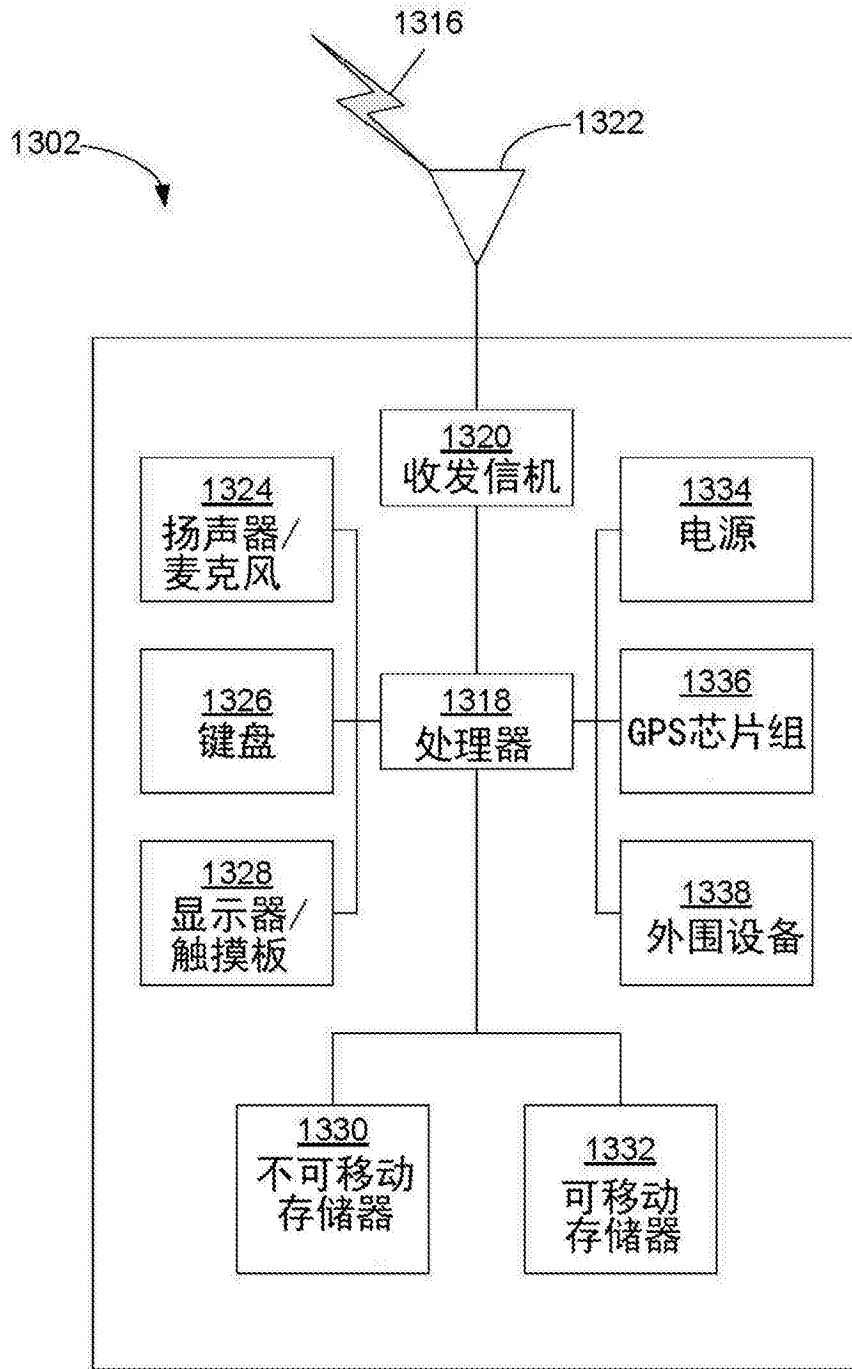 1316
1322
1302
1320
收发信机
1324
扬声器/
麦克风
1334
电源
1326
键盘
1318
处理器
1336
GPS芯片组
1328
显示器/
触摸板
1338
外围设备
1330
不可移动
存储器
1332
可移动
存储器